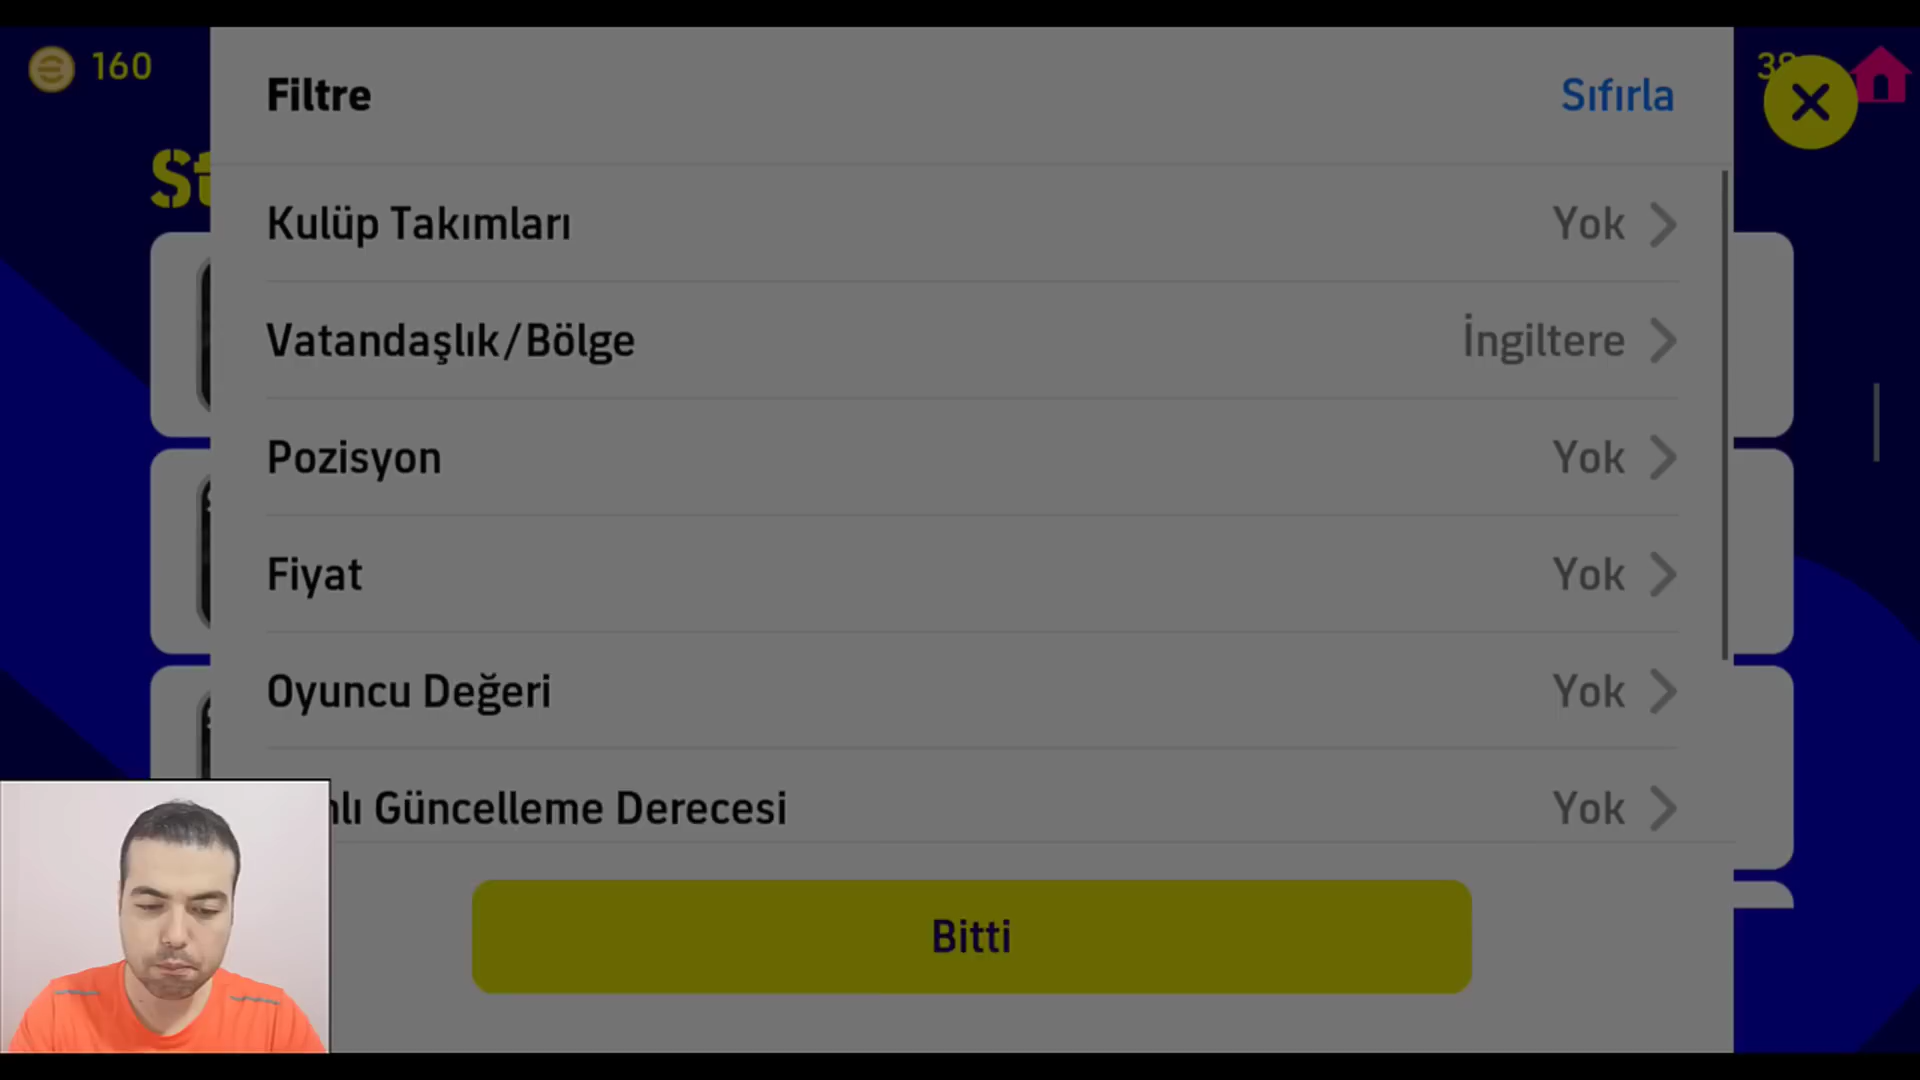 160
Filtre
Sıfırla
Kulüp Takımları
Yok
Vatandaşlık/Bölge
İngiltere
Pozisyon
Yok
Fiyat
Yok
Oyuncu Değeri
Yok
Güncelleme Derecesi
Yok
Bitti